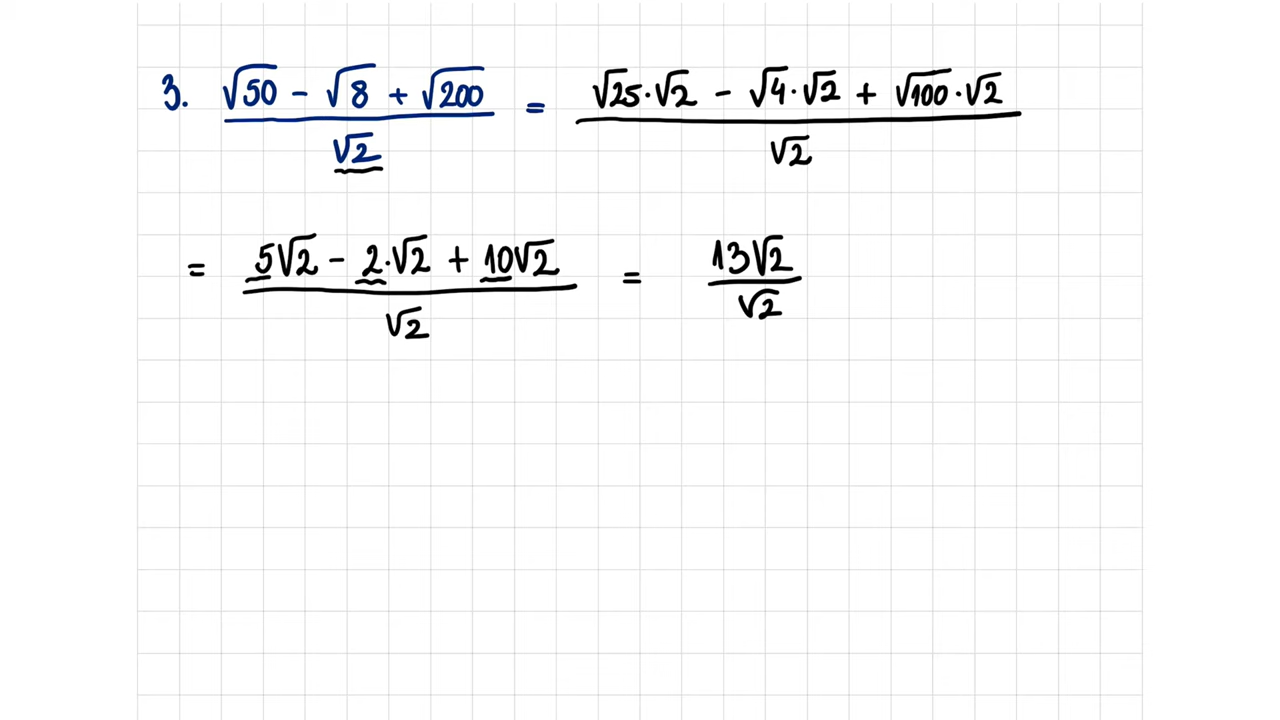 3. (√50 − √8 + √200)/√2 = (√25·√2 − √4·√2 + √100·√2)/√2
= (5√2 − 2·√2 + 10√2)/√2 = 13√2/√2